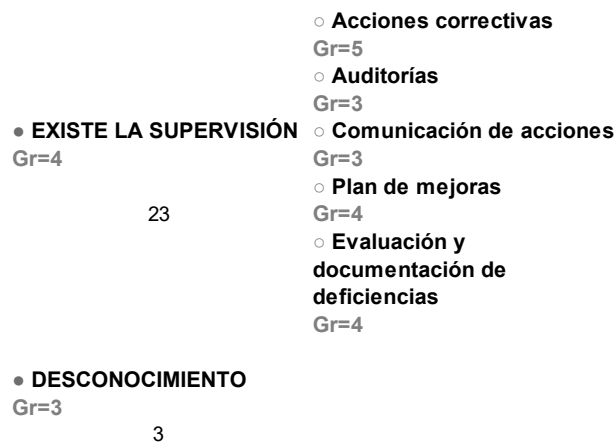 ○ Acciones correctivas
Gr=5
○ Auditorías
Gr=3
● EXISTE LA SUPERVISIÓN
Gr=4
23
○ Comunicación de acciones
Gr=3
○ Plan de mejoras
Gr=4
○ Evaluación y
documentación de
deficiencias
Gr=4
● DESCONOCIMIENTO
Gr=3
3